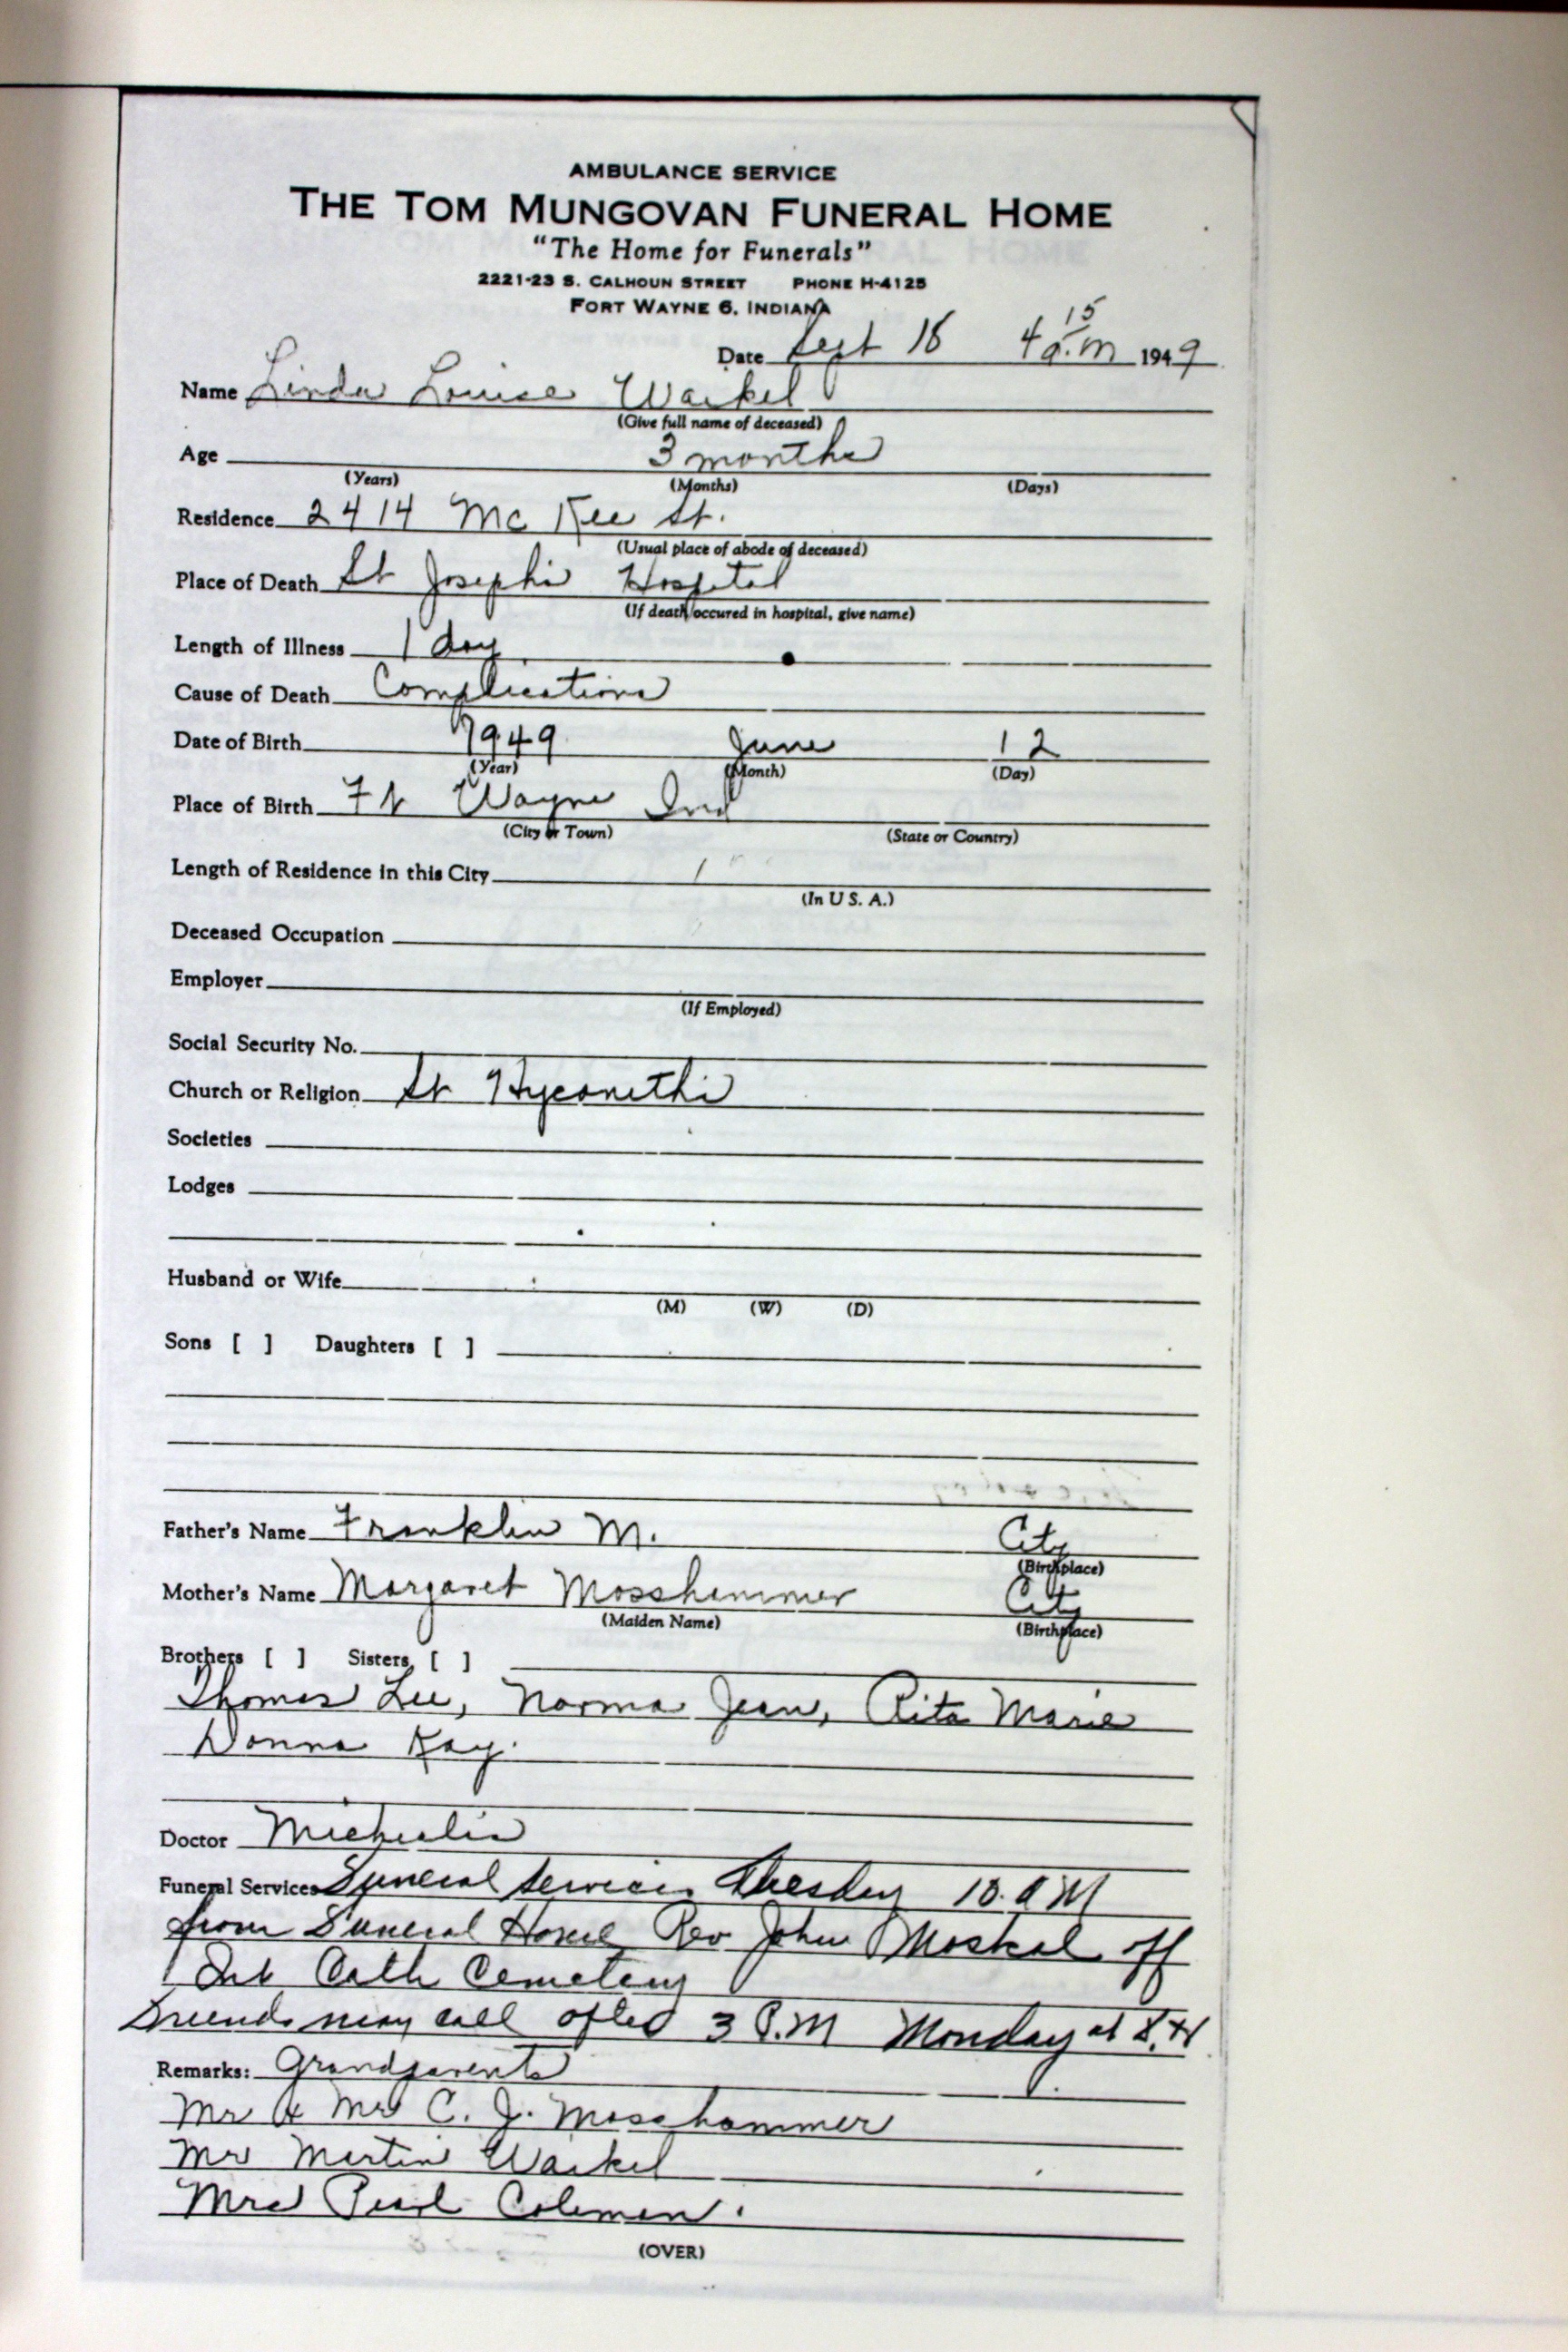 AMBULANCE SERVICE
THE TOM MUNGOVAN FUNERAL HOME
"The Home for Funerals"
2221-23 S. CALHOUN STREET PHONE H-4125
FORT WAYNE 6, INDIANA
Date Sept 18 4 15 a.m 1949
Name Linda Louise Waikel
(Give full name of deceased)
Age 3 months
(Years) (Months) (Days)
Residence 2414 Mc Kee St.
(Usual place of abode of deceased)
Place of Death St Josephs Hospital
(If death occured in hospital, give name)
Length of Illness 1 day
Cause of Death Complications
Date of Birth 1949 June 12
(Year) (Month) (Day)
Place of Birth Ft Wayne Ind
(City or Town) (State or Country)
Length of Residence in this City
(In U S. A.)
Deceased Occupation
Employer
(If Employed)
Social Security No.
Church or Religion St Hyacinths
Societies
Lodges
Husband or Wife
(M) (W) (D)
Sons [ ] Daughters [ ]
Father's Name Franklin M. City
(Birthplace)
Mother's Name Margaret Mosshammer City
(Maiden Name) (Birthplace)
Brothers [ ] Sisters [ ]
Thomas Lee, Norma Jean, Rita Marie
Donna Kay.
Doctor
Funeral Services Funeral services Tuesday 10. A M
from Funeral Home Rev John Moskal off
Cath Cemetery
Friends may call after 3 P.M Monday at
Remarks: Grandparents
Mr & Mrs C. J. Mosshammer
Mr Martin Waikel
Mrs Pearl Coleman.
(OVER)